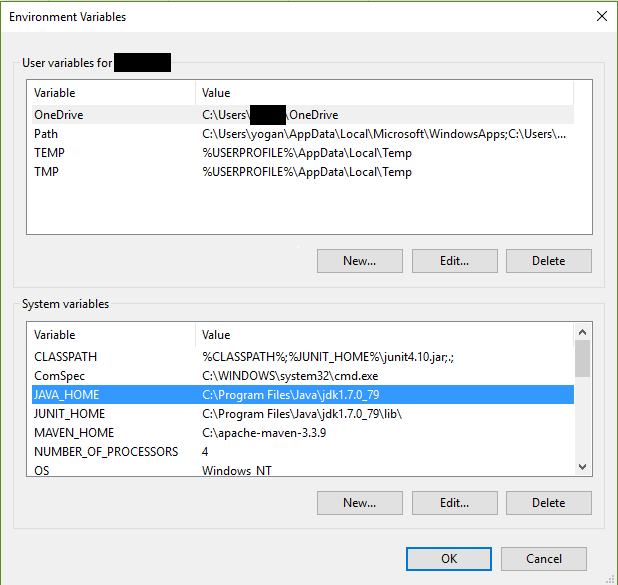 Environment Variables
User variables for
Variable Value
OneDrive C:\Users\ \OneDrive
Path C:\Users\yogan\AppData\Local\Microsoft\WindowsApps;C:\Users\...
TEMP %USERPROFILE%\AppData\Local\Temp
TMP %USERPROFILE%\AppData\Local\Temp
New... Edit... Delete
System variables
Variable Value
CLASSPATH %CLASSPATH%;%JUNIT_HOME%\junit4.10.jar;.;
ComSpec C:\WINDOWS\system32\cmd.exe
JAVA_HOME C:\Program Files\Java\jdk1.7.0_79
JUNIT_HOME C:\Program Files\Java\jdk1.7.0_79\lib\
MAVEN_HOME C:\apache-maven-3.3.9
NUMBER_OF_PROCESSORS 4
OS Windows_NT
New... Edit... Delete
OK Cancel